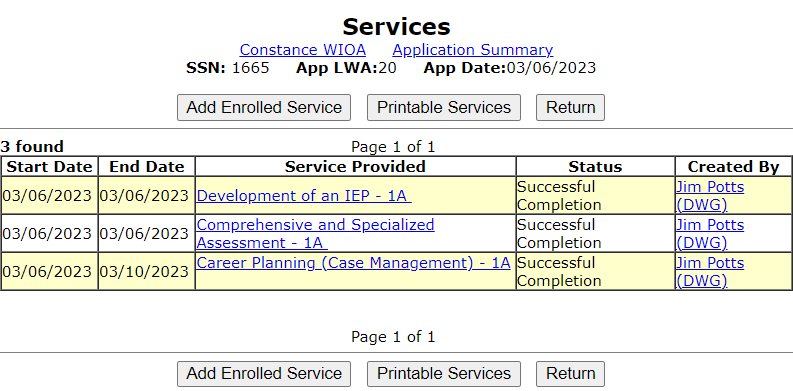 Services
Constance WIOA Application Summary
SSN: 1665 App LWA:20 App Date:03/06/2023
Add Enrolled Service Printable Services Return
3 found Page 1 of 1
Start Date End Date Service Provided Status Created By
03/06/2023 03/06/2023 Development of an IEP - 1A Successful Completion Jim Potts (DWG)
03/06/2023 03/06/2023 Comprehensive and Specialized Assessment - 1A Successful Completion Jim Potts (DWG)
03/06/2023 03/10/2023 Career Planning (Case Management) - 1A Successful Completion Jim Potts (DWG)
Page 1 of 1
Add Enrolled Service Printable Services Return